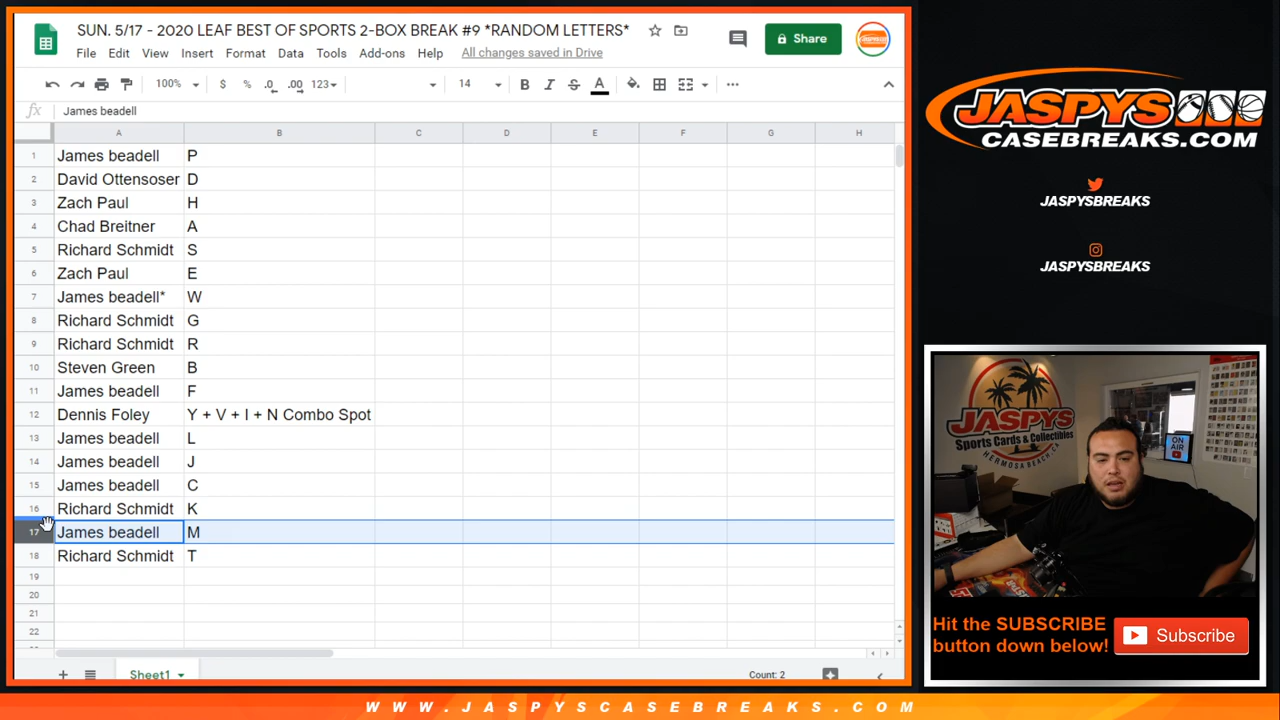 SUN. 5/17 - 2020 LEAF BEST OF SPORTS 2-BOX BREAK #9 *RANDOM LETTERS*
File Edit View Insert Format Data Tools Add-ons Help All changes saved in Drive
Share
100% $ % .0 .00 123 14 B I S A
fx James beadell
A B C D E F G H
1 James beadell P
2 David Ottensoser D
3 Zach Paul H
4 Chad Breitner A
5 Richard Schmidt S
6 Zach Paul E
7 James beadell* W
8 Richard Schmidt G
9 Richard Schmidt R
10 Steven Green B
11 James beadell F
12 Dennis Foley Y + V + I + N Combo Spot
13 James beadell L
14 James beadell J
15 James beadell C
16 Richard Schmidt K
17 James beadell M
18 Richard Schmidt T
19
20
21
22
Sheet1 Count: 2
JASPYS
CASEBREAKS.COM
JASPYSBREAKS
JASPYSBREAKS
JASPYS
Sports Cards & Collectibles
HERMOSA BEACH, CA
ON
AIR
Hit the SUBSCRIBE
button down below!
Subscribe
WWW.JASPYSCASEBREAKS.COM